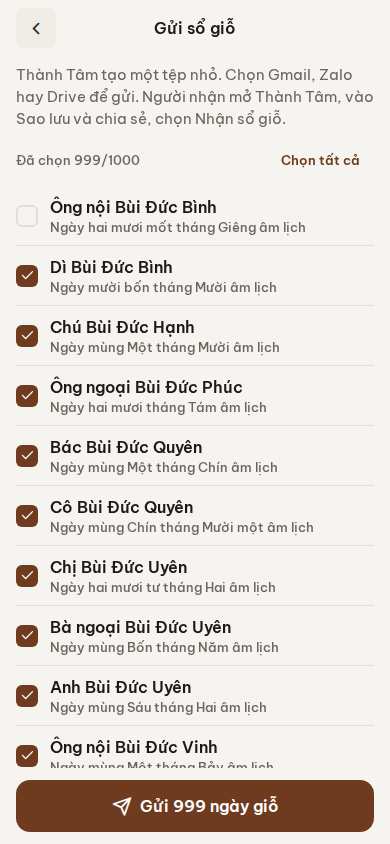 Gửi sổ giỗ
Thành Tâm tạo một tệp nhỏ. Chọn Gmail, Zalo
hay Drive để gửi. Người nhận mở Thành Tâm, vào
Sao lưu và chia sẻ, chọn Nhận sổ giỗ.
Đã chọn 999/1000
Chọn tất cả
Ông nội Bùi Đức Bình
Ngày hai mươi mốt tháng Giêng âm lịch
Dì Bùi Đức Bình
Ngày mười bốn tháng Mười âm lịch
Chú Bùi Đức Hạnh
Ngày mùng Một tháng Mười âm lịch
Ông ngoại Bùi Đức Phúc
Ngày hai mươi tháng Tám âm lịch
Bác Bùi Đức Quyên
Ngày mùng Một tháng Chín âm lịch
Cô Bùi Đức Quyên
Ngày mùng Chín tháng Mười một âm lịch
Chị Bùi Đức Uyên
Ngày hai mươi tư tháng Hai âm lịch
Bà ngoại Bùi Đức Uyên
Ngày mùng Bốn tháng Năm âm lịch
Anh Bùi Đức Uyên
Ngày mùng Sáu tháng Hai âm lịch
Ông nội Bùi Đức Vinh
Ngày mùng Một tháng Bảy âm lịch
Gửi 999 ngày giỗ